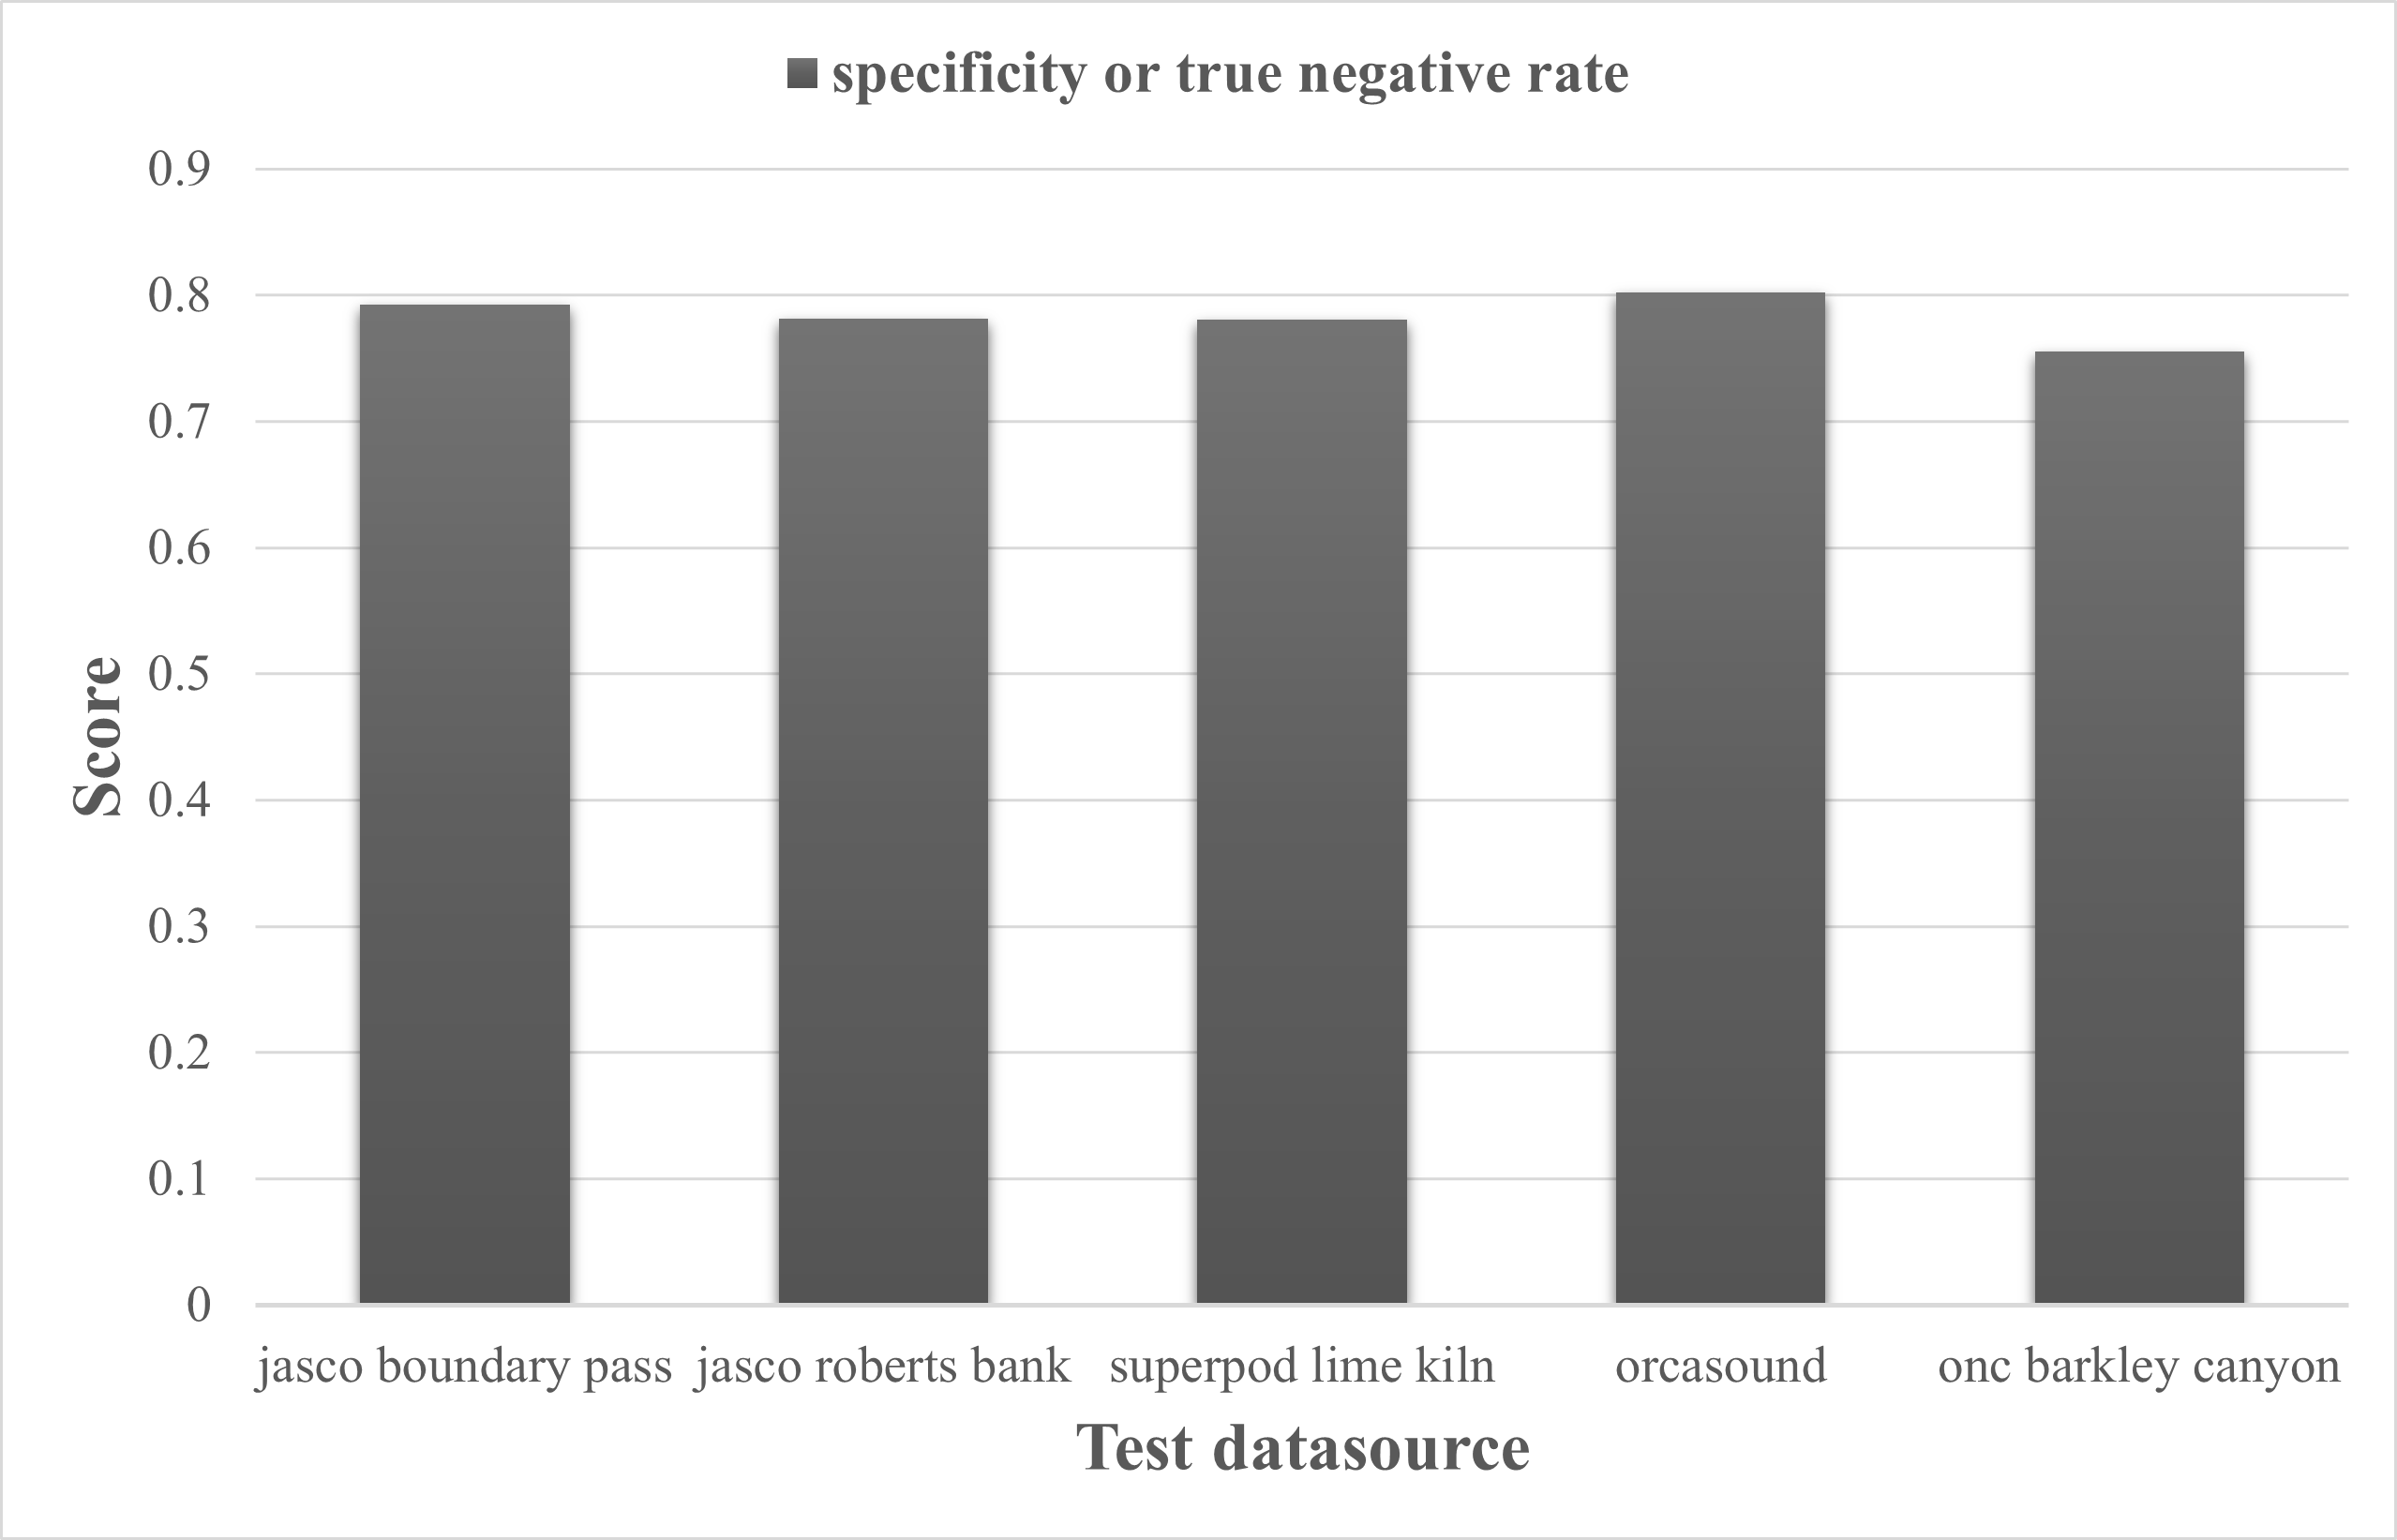 specifcity or true negative rate
0.9
0.8
0.7
0.6
0.5
0.4
0.3
0.2
0.1
0
Score
jasco bounday pass jasco roberts bank superpod lime kiln orcasound onc barkley canyon
Test datasource